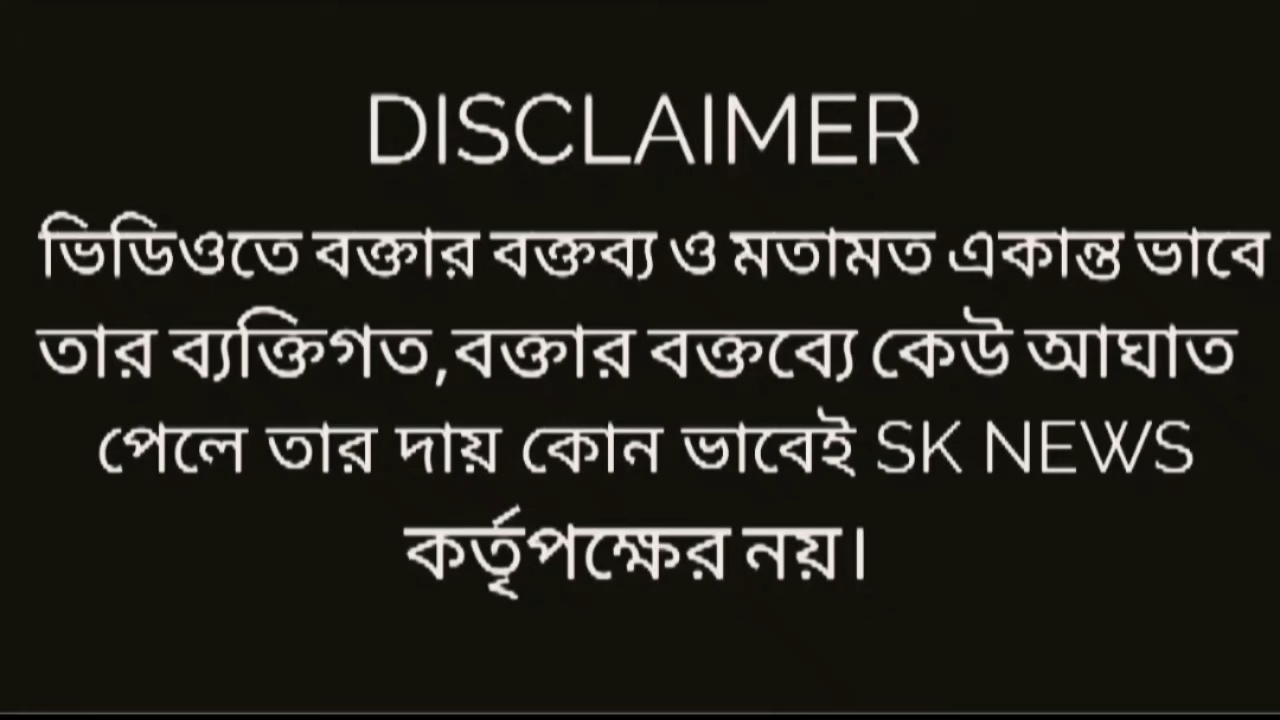 DISCLAIMER
ভিডিওতে বক্তার বক্তব্য ও মতামত একান্ত ভাবে
তার ব্যক্তিগত,বক্তার বক্তব্যে কেউ আঘাত
পেলে তার দায় কোন ভাবেই SK NEWS
কর্তৃপক্ষের নয়।